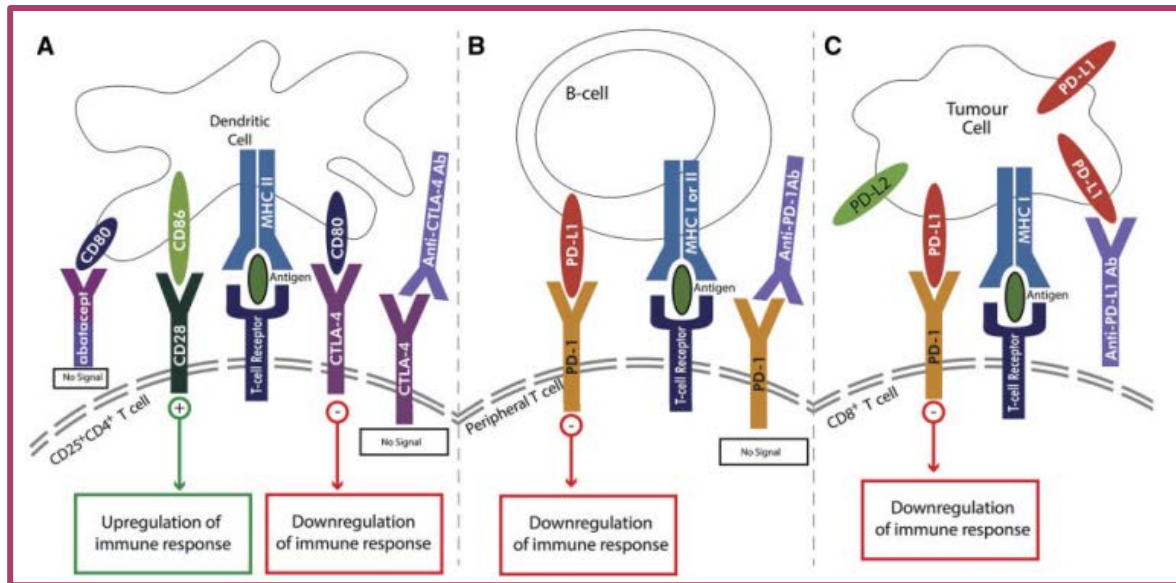 A
Dendritic
Cell
CD80
CD86
MHC II
CD80
Anti-CTLA-4 Ab
Antigen
abatacept
CD28
T-cell Receptor
CTLA-4
CTLA-4
No Signal
CD25+CD4+ T cell
+
-
No Signal
Upregulation of
immune response
Downregulation
of immune response
B
B-cell
PD-L1
MHC I or II
Anti-PD-1Ab
Antigen
PD-1
T-cell Receptor
PD-1
Peripheral T cell
-
No Signal
Downregulation
of immune response
C
PD-L1
Tumour
Cell
PD-L1
PD-L2
PD-L1
MHC I
Antigen
Anti-PD-L1 Ab
PD-1
T-cell Receptor
CD8+ T cell
-
Downregulation
of immune response